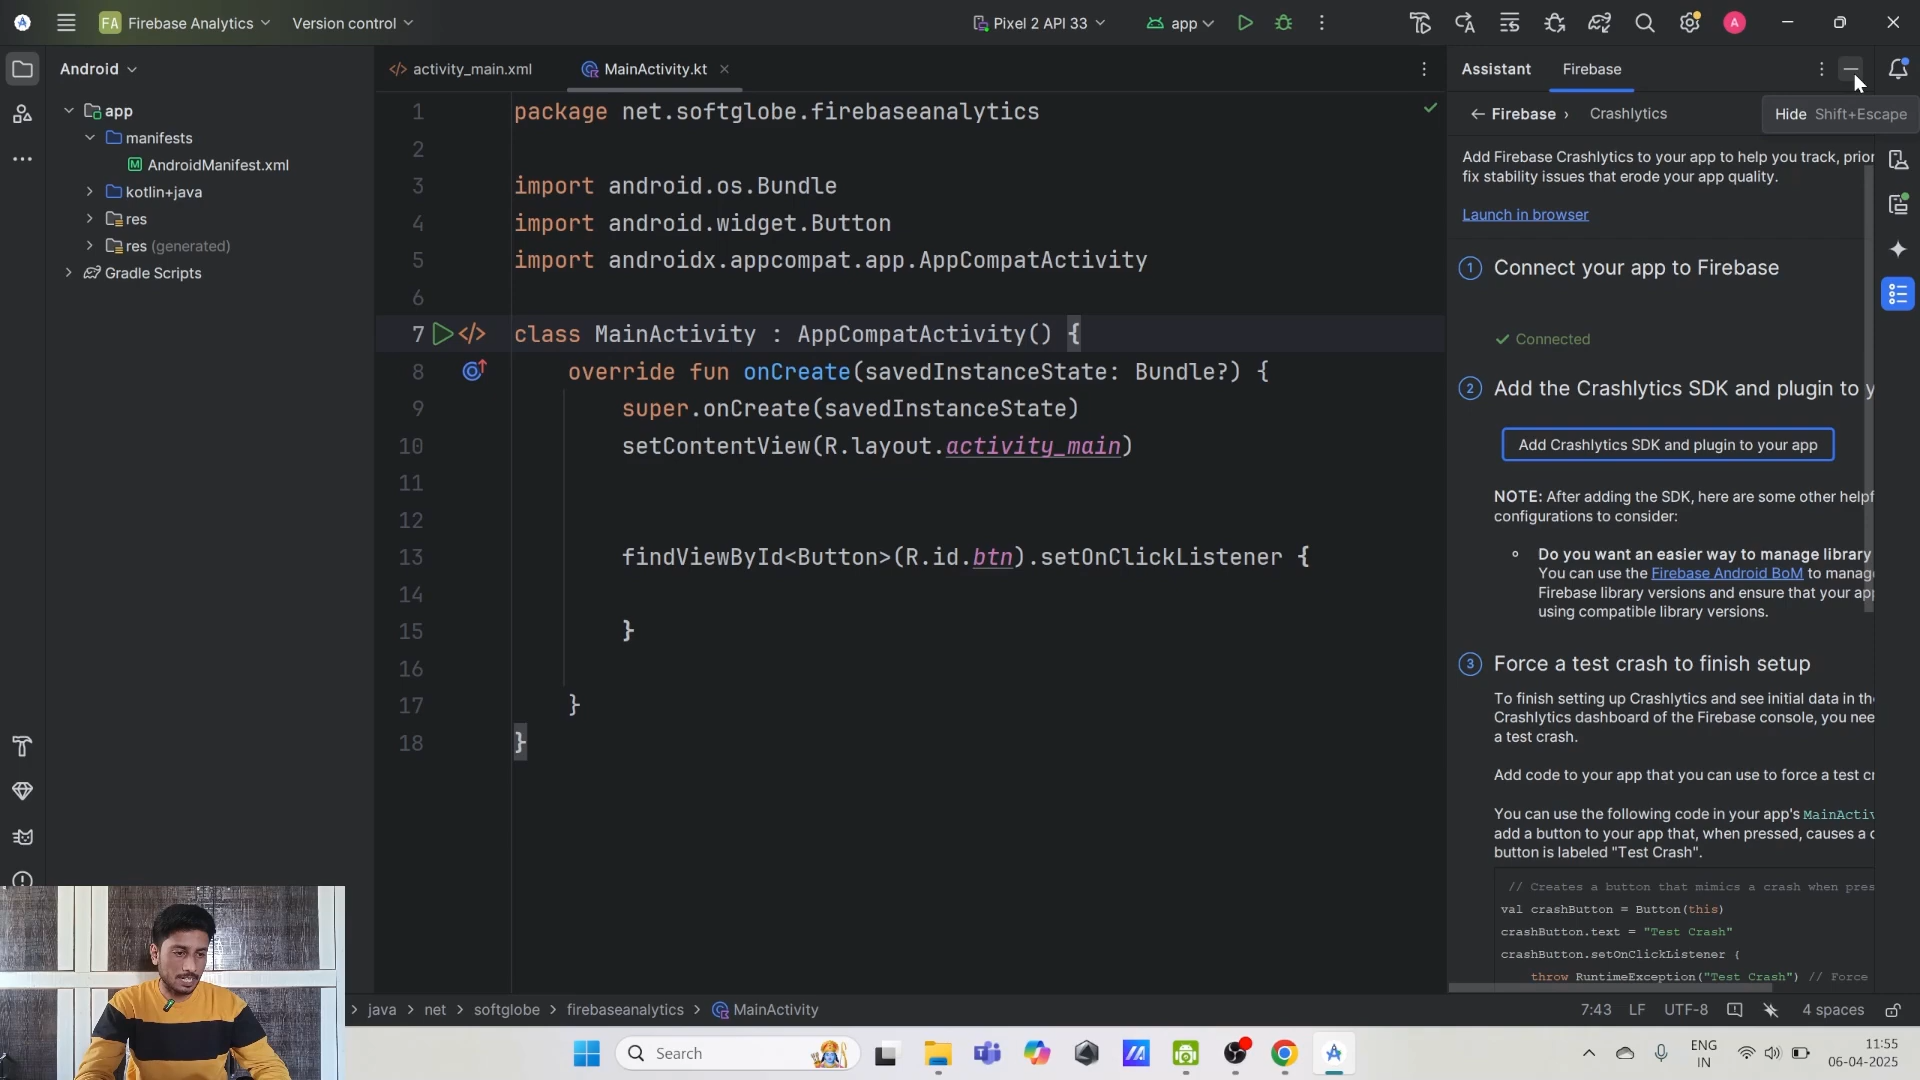 FA Firebase Analytics
Version control
Pixel 2 API 33
app
A
Android
activity_main.xml
MainActivity.kt
Assistant
Firebase
app
manifests
AndroidManifest.xml
kotlin+java
res
res (generated)
Gradle Scripts
1 package net.softglobe.firebaseanalytics
2
3 import android.os.Bundle
4 import android.widget.Button
5 import androidx.appcompat.app.AppCompatActivity
6
7 class MainActivity : AppCompatActivity() {
8 override fun onCreate(savedInstanceState: Bundle?) {
9 super.onCreate(savedInstanceState)
10 setContentView(R.layout.activity_main)
11
12
13 findViewById<Button>(R.id.btn).setOnClickListener {
14
15 }
16
17 }
18 }
← Firebase › Crashlytics
Hide Shift+Escape
Add Firebase Crashlytics to your app to help you track, prior
fix stability issues that erode your app quality.
Launch in browser
1 Connect your app to Firebase
Connected
2 Add the Crashlytics SDK and plugin to y
Add Crashlytics SDK and plugin to your app
NOTE: After adding the SDK, here are some other helpf
configurations to consider:
Do you want an easier way to manage library
You can use the Firebase Android BoM to manag
Firebase library versions and ensure that your app
using compatible library versions.
3 Force a test crash to finish setup
To finish setting up Crashlytics and see initial data in the
Crashlytics dashboard of the Firebase console, you nee
a test crash.
Add code to your app that you can use to force a test cr
You can use the following code in your app's MainActiv
add a button to your app that, when pressed, causes a c
button is labeled "Test Crash".
// Creates a button that mimics a crash when pres
val crashButton = Button(this)
crashButton.text = "Test Crash"
crashButton.setOnClickListener {
throw RuntimeException("Test Crash") // Force
› java › net › softglobe › firebaseanalytics › MainActivity
7:43 LF UTF-8 4 spaces
Search
ENG
IN
11:55
06-04-2025